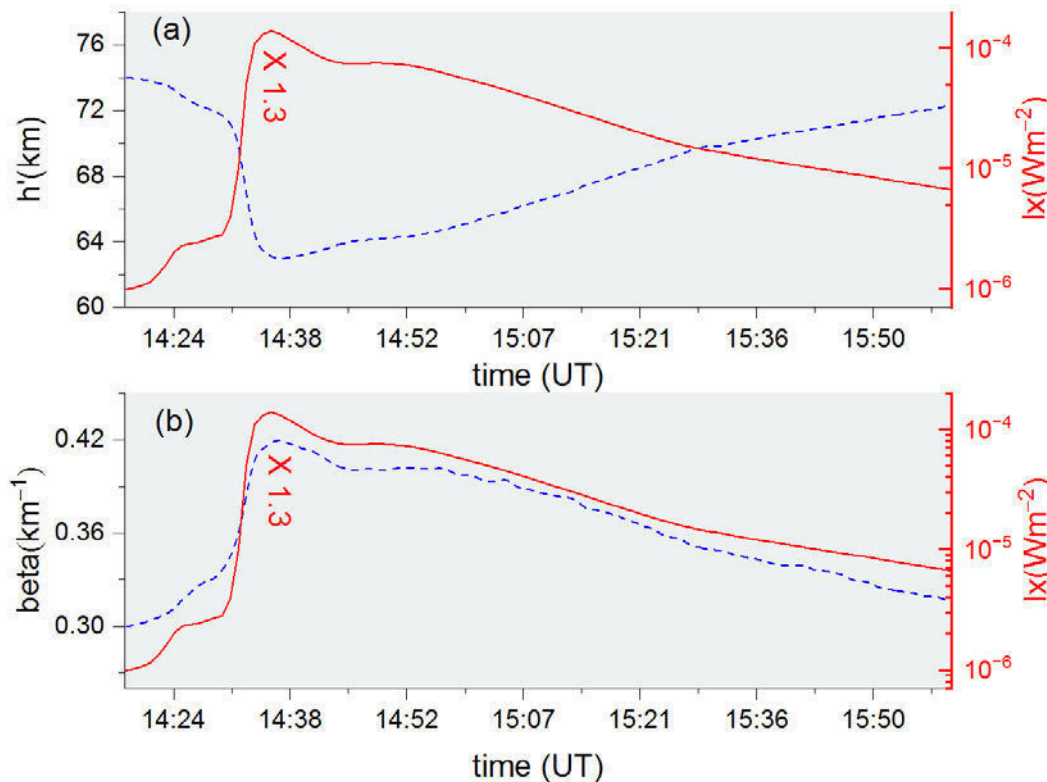 (a)
76
72
68
64
60
h'(km)
X 1.3
10⁻⁴
10⁻⁵
10⁻⁶
Ix(Wm⁻²)
14:24 14:38 14:52 15:07 15:21 15:36 15:50
time (UT)
(b)
0.42
0.36
0.30
beta(km⁻¹)
X 1.3
10⁻⁴
10⁻⁵
10⁻⁶
Ix(Wm⁻²)
14:24 14:38 14:52 15:07 15:21 15:36 15:50
time (UT)